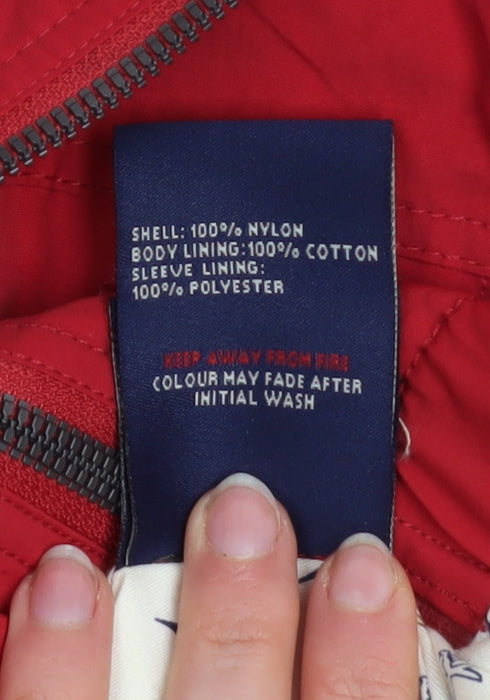 SHELL: 100% NYLON
BODY LINING:100% COTTON
SLEEVE LINING:
100% POLYESTER
KEEP AWAY FROM FIRE
COLOUR MAY FADE AFTER
INITIAL WASH